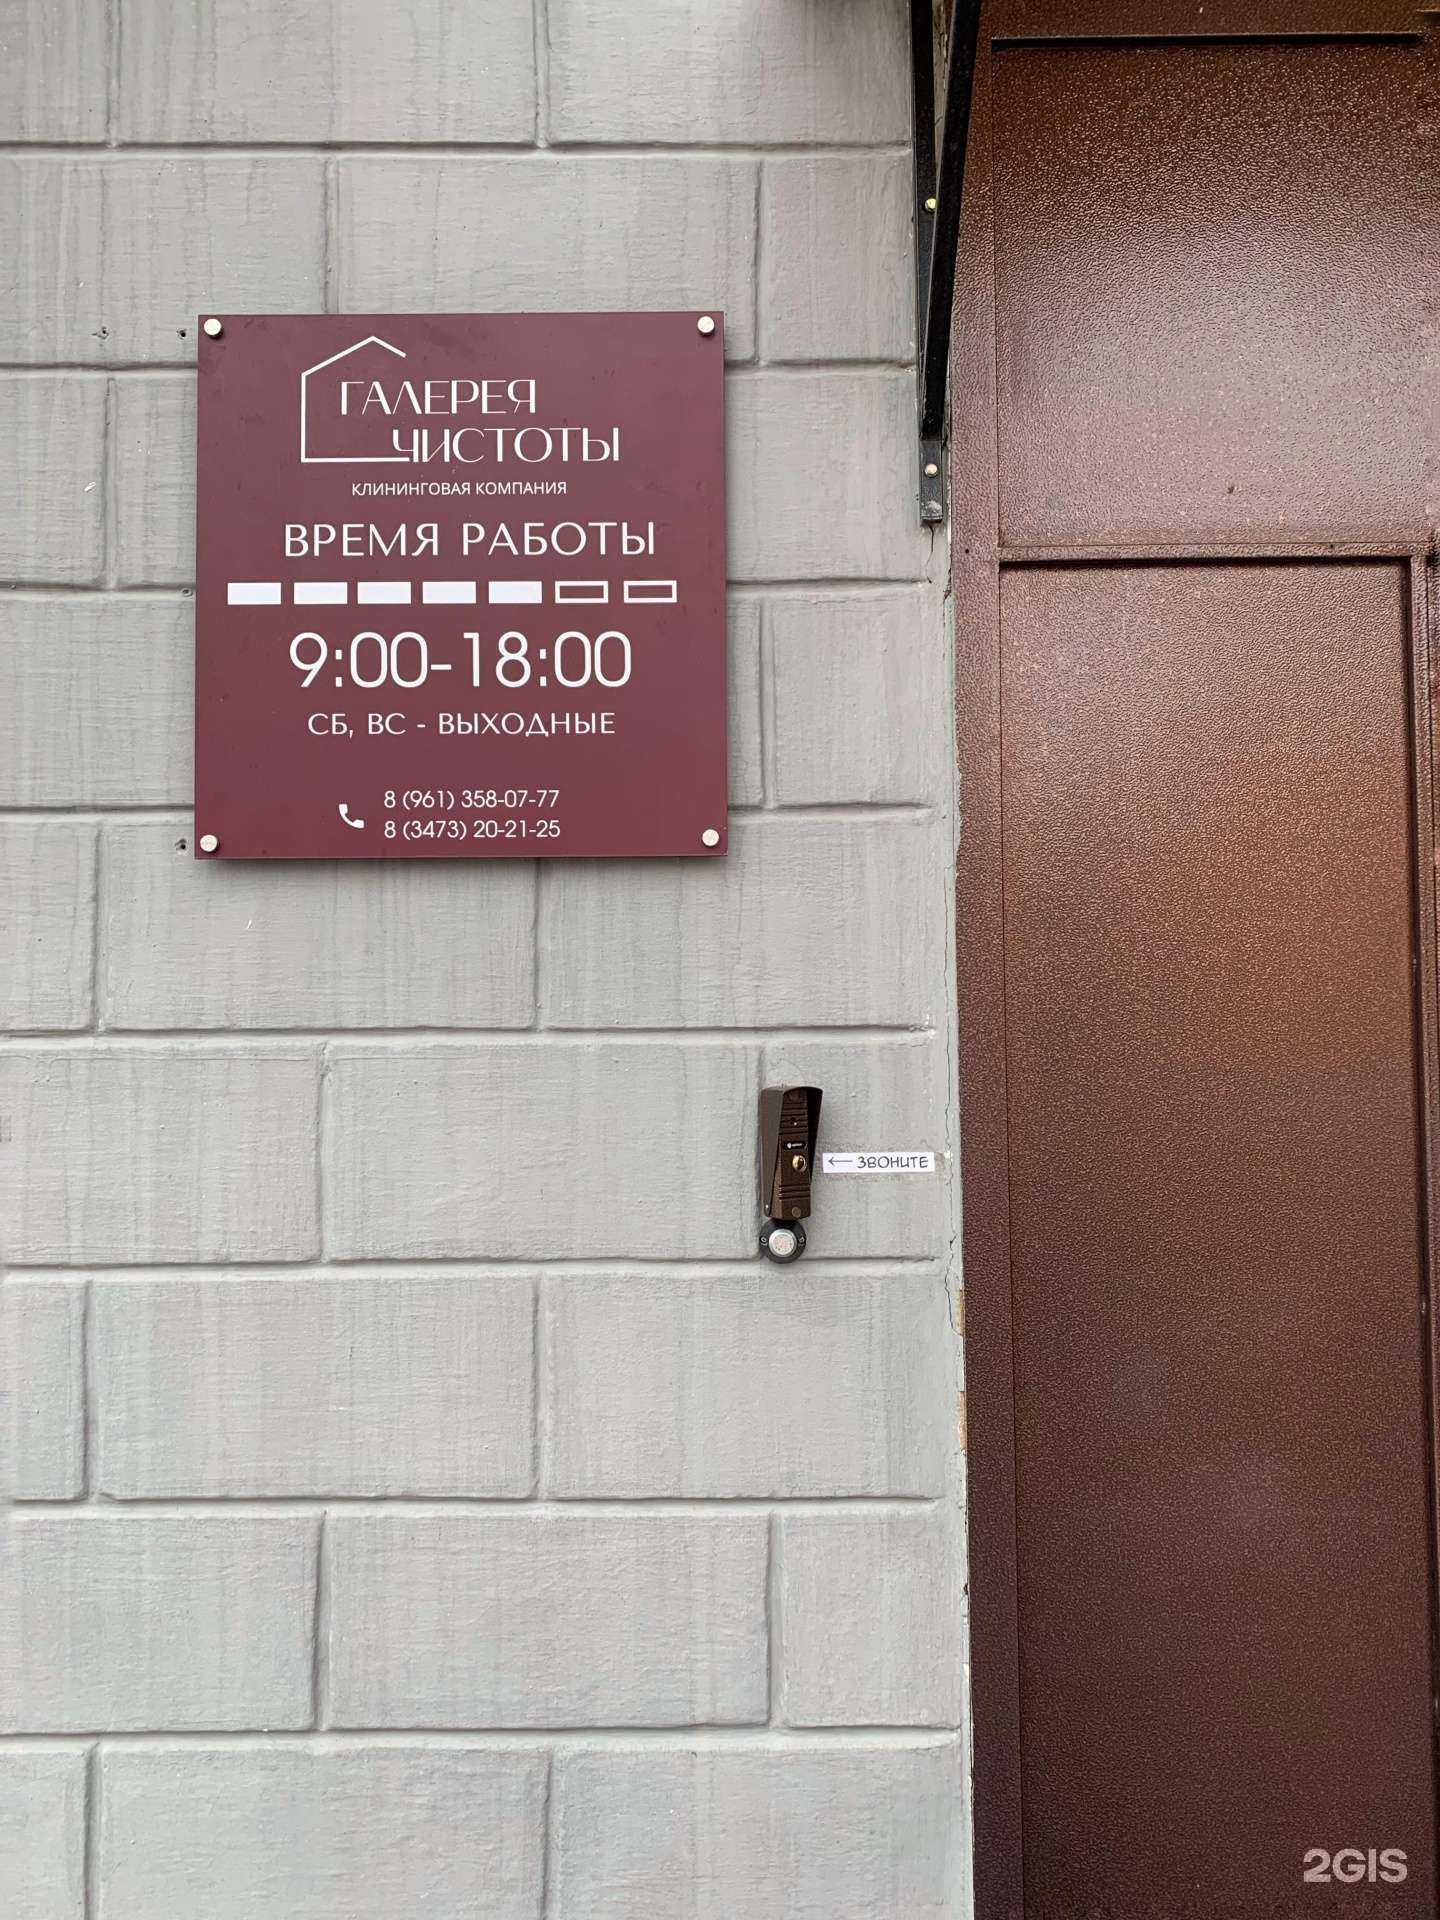 ГАЛЕРЕЯ
ЧИСТОТЫ
КЛИНИНГОВАЯ КОМПАНИЯ
ВРЕМЯ РАБОТЫ
9:00-18:00
СБ, ВС - ВЫХОДНЫЕ
8 (961) 358-07-77
8 (3473) 20-21-25
← ЗВОНИТЕ
2GIS